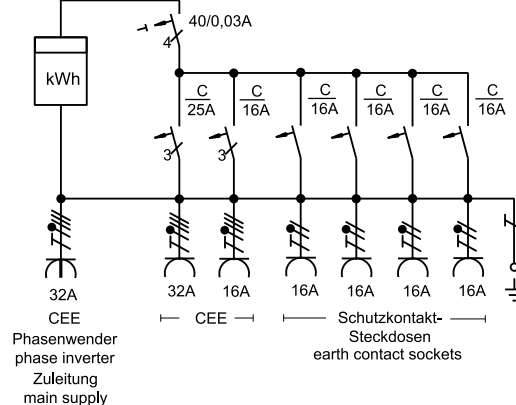 40/0,03A
4
kWh
C C C C C C
25A 16A 16A 16A 16A 16A
3 3
32A 32A 16A 16A 16A 16A 16A
CEE CEE Schutzkontakt-
Phasenwender Steckdosen
phase inverter earth contact sockets
Zuleitung
main supply